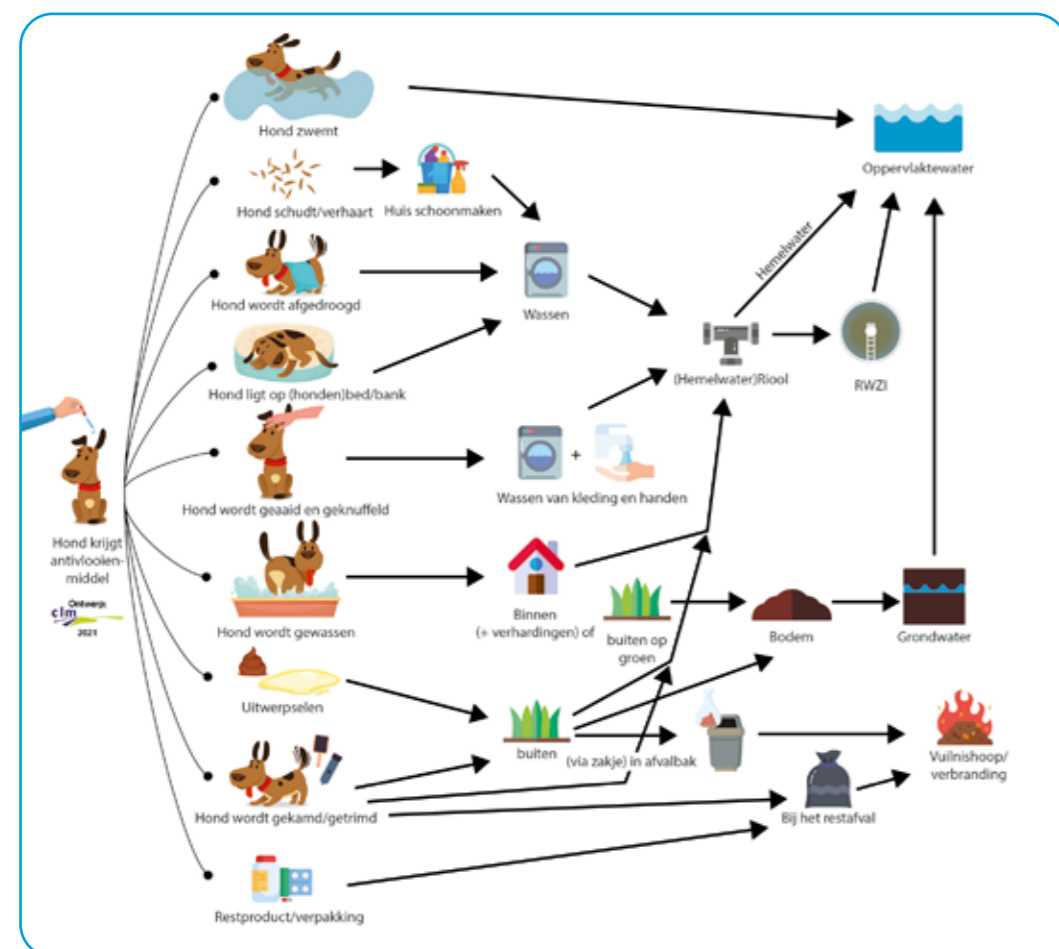 Hond zwemt
Oppervlaktewater
Hond schudt/verhaart
Huis schoonmaken
Hemelwater
Hond wordt afgedroogd
Wassen
(Hemelwater)Riool
RWZI
Hond ligt op (honden)bed/bank
Wassen van kleding en handen
Hond wordt geaaid en geknuffeld
Hond krijgt
antivlooien-
middel
Ontwerp:
clm
2021
Hond wordt gewassen
Binnen
(+ verhardingen) of
buiten op
groen
Bodem
Grondwater
Uitwerpselen
buiten
(via zakje) in afvalbak
Vuilnishoop/
verbranding
Hond wordt gekamd/getrimd
Bij het restafval
Restproduct/verpakking